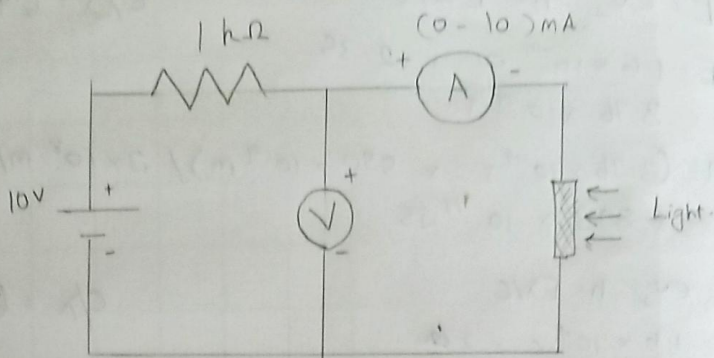 1 kΩ
(0-10)mA
+ A -
10V
+
-
+
V
-
Light.